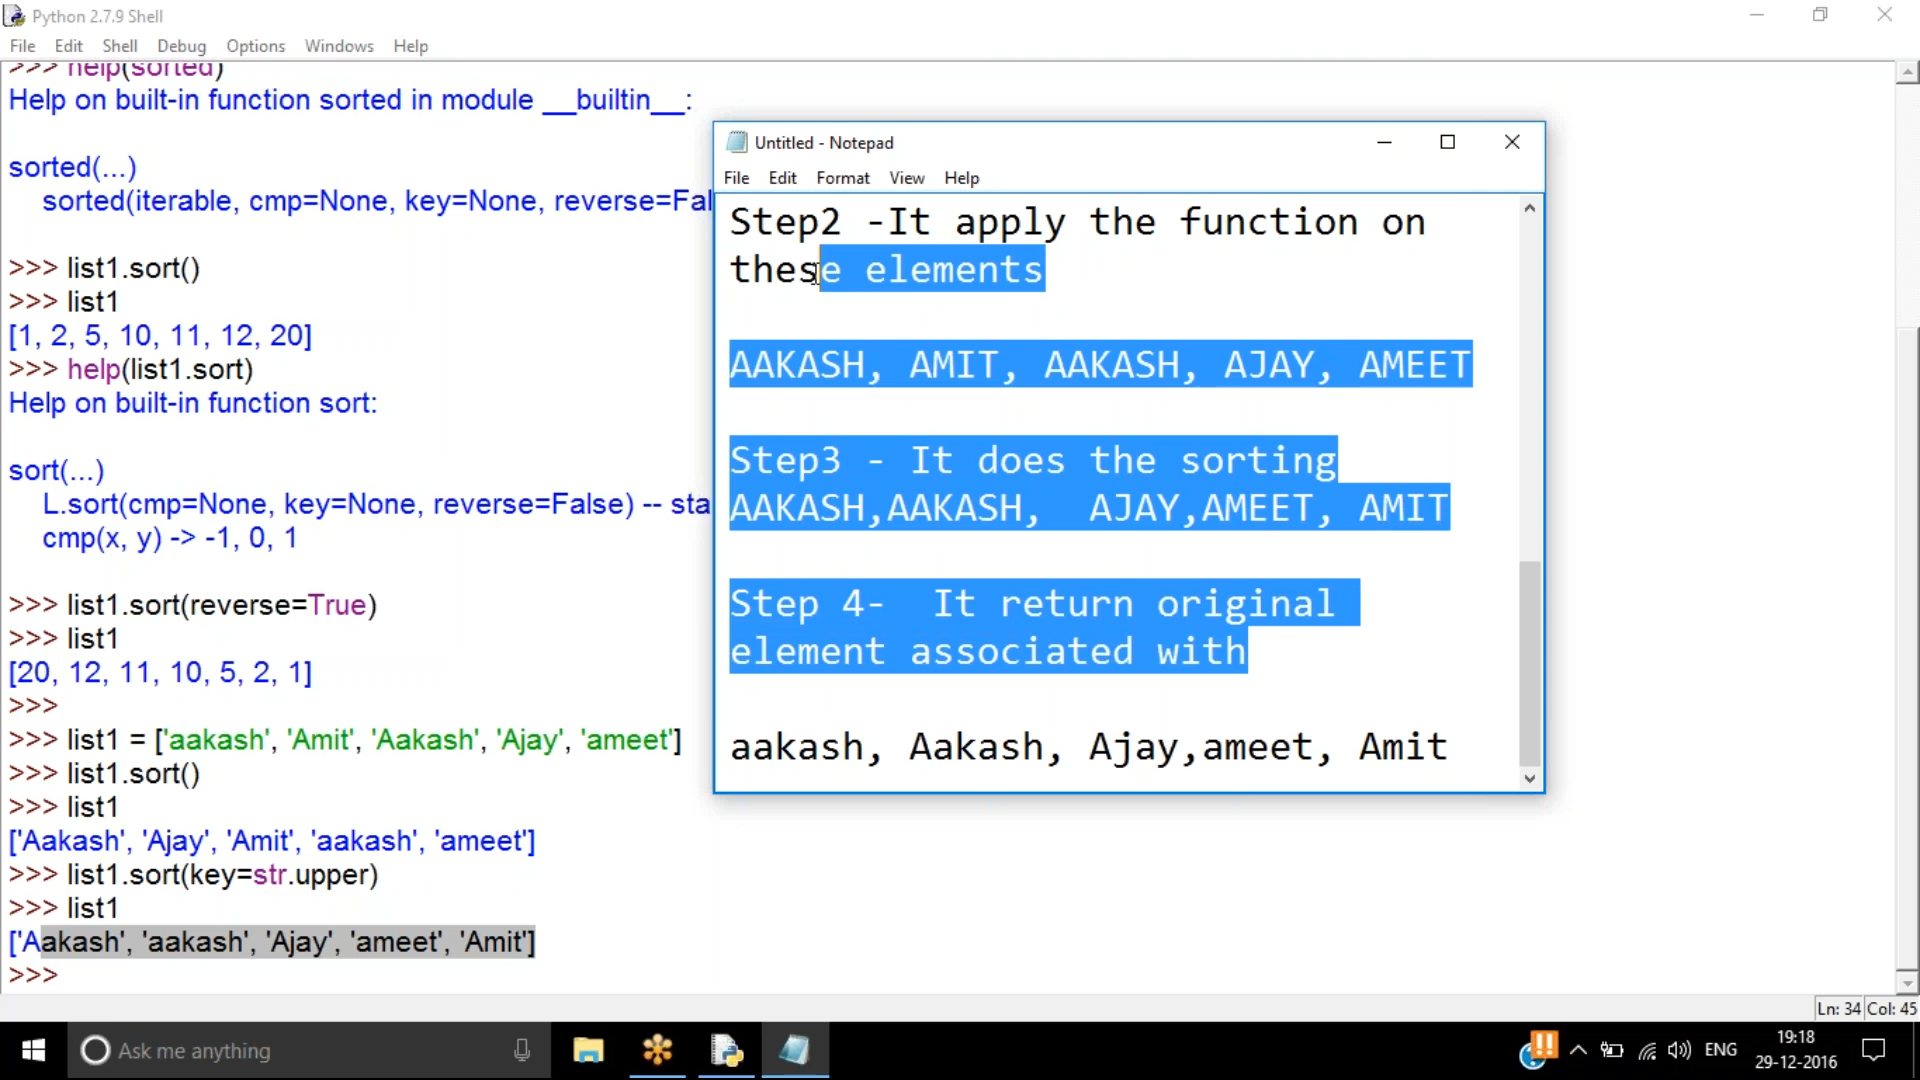 Python 2.7.9 Shell
File Edit Shell Debug Options Windows Help
>>> help(sorted)
Help on built-in function sorted in module __builtin__:
sorted(...)
sorted(iterable, cmp=None, key=None, reverse=Fal
>>> list1.sort()
>>> list1
[1, 2, 5, 10, 11, 12, 20]
>>> help(list1.sort)
Help on built-in function sort:
sort(...)
L.sort(cmp=None, key=None, reverse=False) -- sta
cmp(x, y) -> -1, 0, 1
>>> list1.sort(reverse=True)
>>> list1
[20, 12, 11, 10, 5, 2, 1]
>>>
>>> list1 = ['aakash', 'Amit', 'Aakash', 'Ajay', 'ameet']
>>> list1.sort()
>>> list1
['Aakash', 'Ajay', 'Amit', 'aakash', 'ameet']
>>> list1.sort(key=str.upper)
>>> list1
['Aakash', 'aakash', 'Ajay', 'ameet', 'Amit']
>>>
Untitled - Notepad
File Edit Format View Help
Step2 -It apply the function on
these elements
AAKASH, AMIT, AAKASH, AJAY, AMEET
Step3 - It does the sorting
AAKASH,AAKASH,  AJAY,AMEET, AMIT
Step 4-  It return original
element associated with
aakash, Aakash, Ajay,ameet, Amit
Ln: 34 Col: 45
Ask me anything
ENG
19:18
29-12-2016